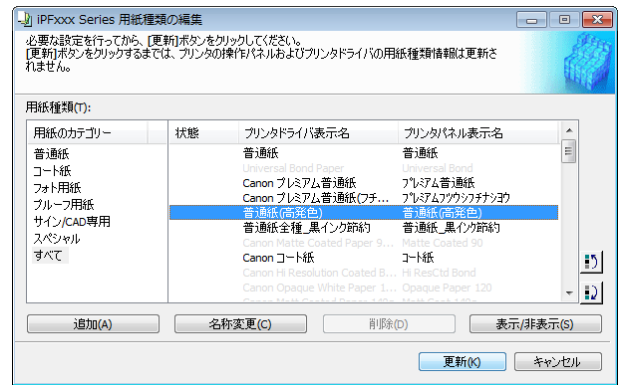 iPFxxx Series 用紙種類の編集
必要な設定を行ってから、[更新]ボタンをクリックしてください。
[更新]ボタンをクリックするまでは、プリンタの操作パネルおよびプリンタドライバの用紙種類情報は更新さ
れません。
用紙種類(T):
用紙のカテゴリー 状態 プリンタドライバ表示名 プリンタパネル表示名
普通紙 普通紙 普通紙
コート紙 Universal Bond Paper Universal Bond
フォト用紙 Canon プレミアム普通紙 プレミアム普通紙
プルーフ用紙 Canon プレミアム普通紙(フチ... プレミアムフツウシフチナシヨウ
サイン/CAD専用 普通紙(高発色) 普通紙(高発色)
スペシャル 普通紙全種_黒インク節約 普通紙_黒インク節約
すべて Canon Matte Coated Paper 9... Matte Coated 90
Canon コート紙 コート紙
Canon Hi Resolution Coated B... Hi ResCtd Bond
Canon Opaque White Paper 1... Opaque Paper 120
追加(A) 名称変更(C) 削除(D) 表示/非表示(S)
更新(K) キャンセル